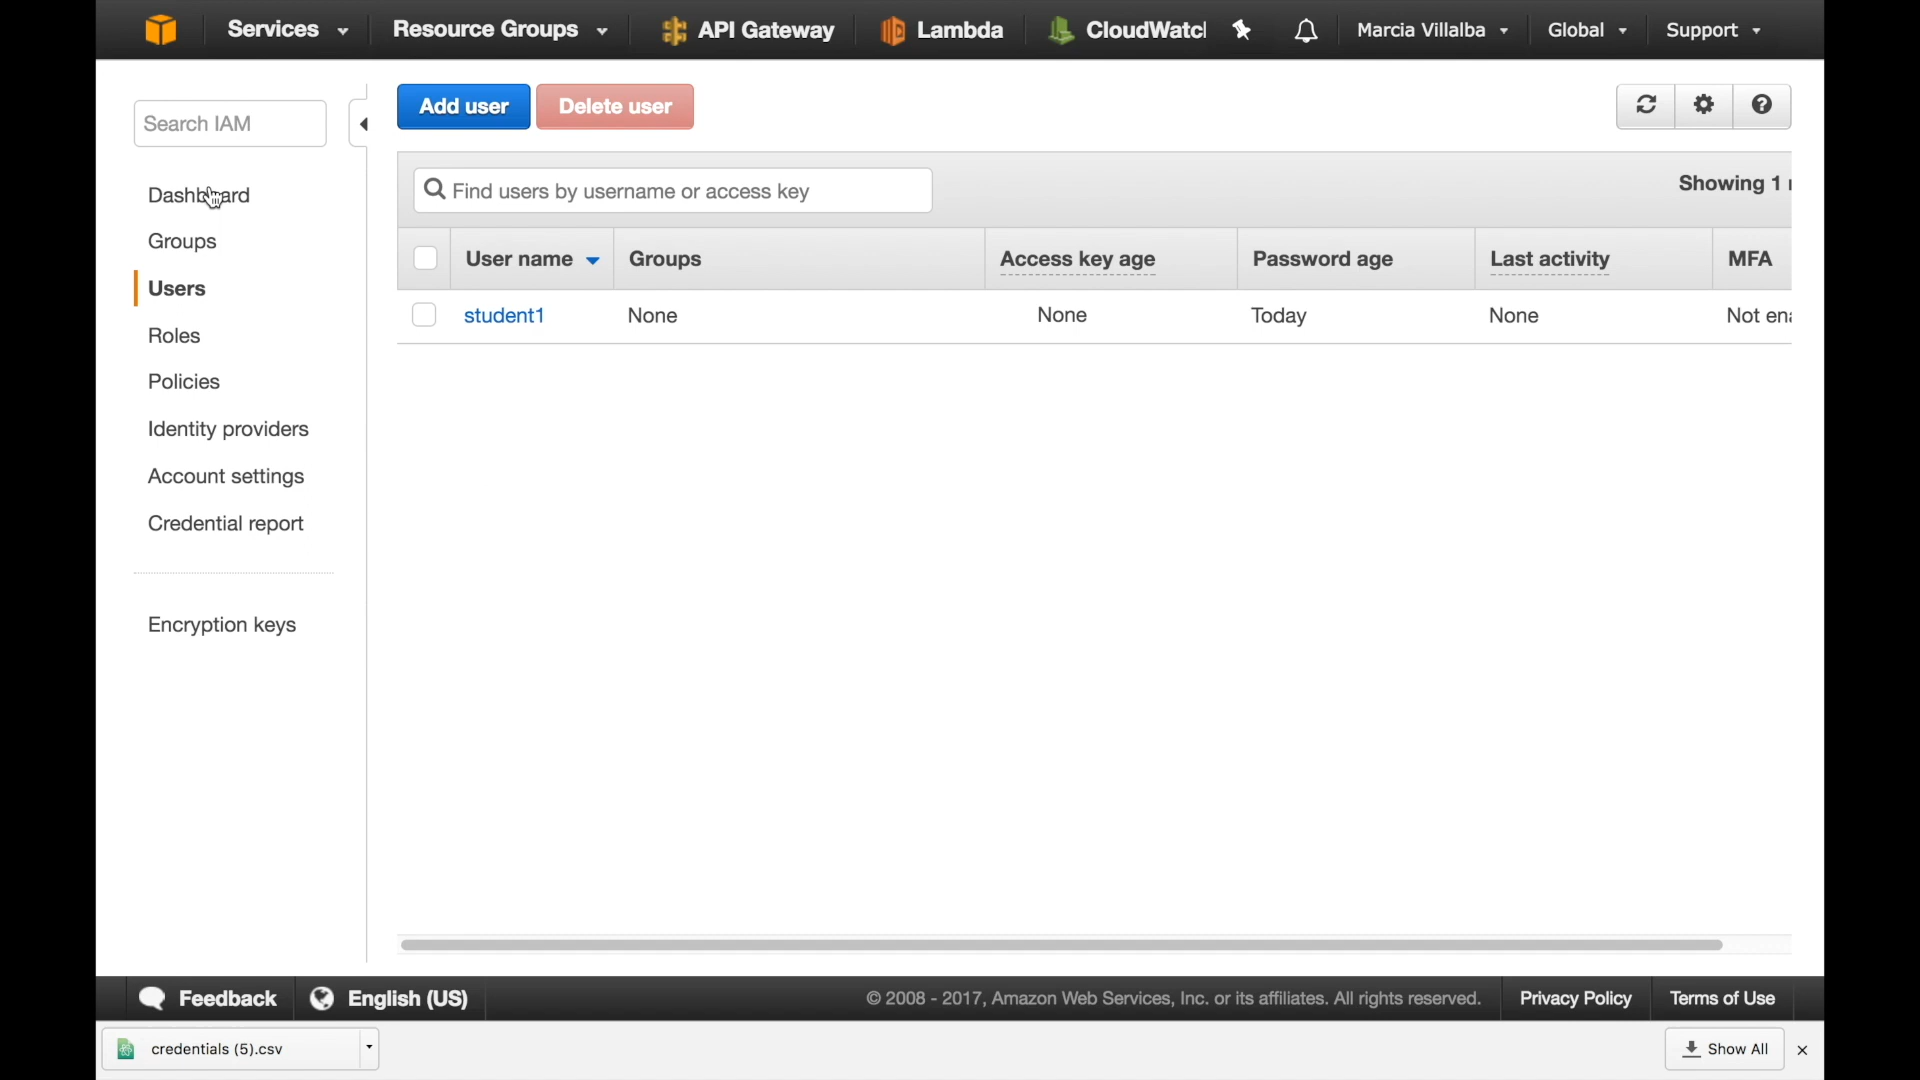 Services
Resource Groups
API Gateway
Lambda
CloudWatcl
Marcia Villalba
Global
Support
Search IAM
Dashboard
Groups
Users
Roles
Policies
Identity providers
Account settings
Credential report
Encryption keys
Add user
Delete user
Find users by username or access key
Showing 1
User name Groups Access key age Password age Last activity MFA
student1 None None Today None Not ena
Feedback
English (US)
© 2008 - 2017, Amazon Web Services, Inc. or its affiliates. All rights reserved.
Privacy Policy
Terms of Use
credentials (5).csv
Show All